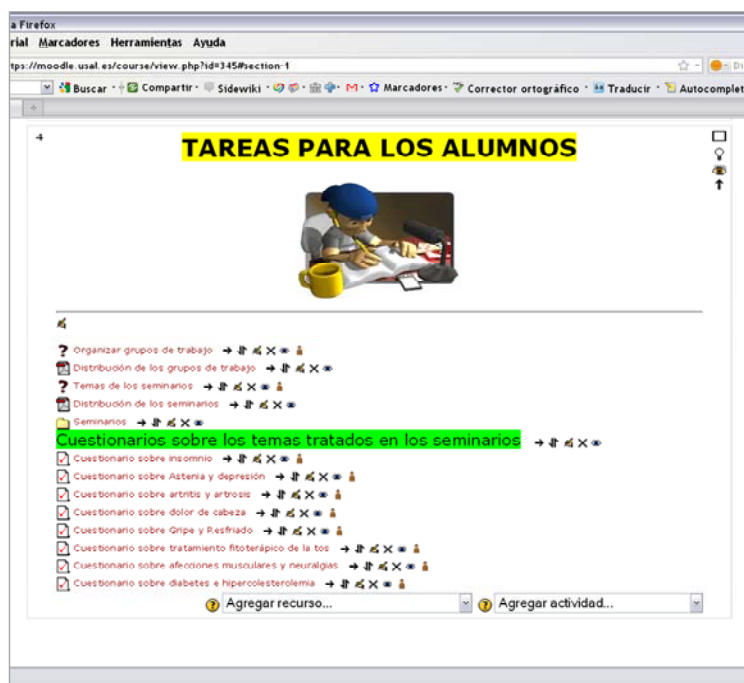 a Firefox
rial Marcadores Herramientas Ayuda
tps://moodle.usal.es/course/view.php?id=345#section-1
Buscar Compartir Sidewiki Marcadores Corrector ortográfico Traducir Autocomplet
4
TAREAS PARA LOS ALUMNOS
Organizar grupos de trabajo
Distribución de los grupos de trabajo
Temas de los seminarios
Distribución de los seminarios
Seminarios
Cuestionarios sobre los temas tratados en los seminarios
Cuestionario sobre insomnio
Cuestionario sobre Astenia y depresión
Cuestionario sobre artritis y artrosis
Cuestionario sobre dolor de cabeza
Cuestionario sobre Gripe y Resfriado
Cuestionario sobre tratamiento fitoterápico de la tos
Cuestionario sobre afecciones musculares y neuralgias
Cuestionario sobre diabetes e hipercolesterolemia
Agregar recurso... Agregar actividad...